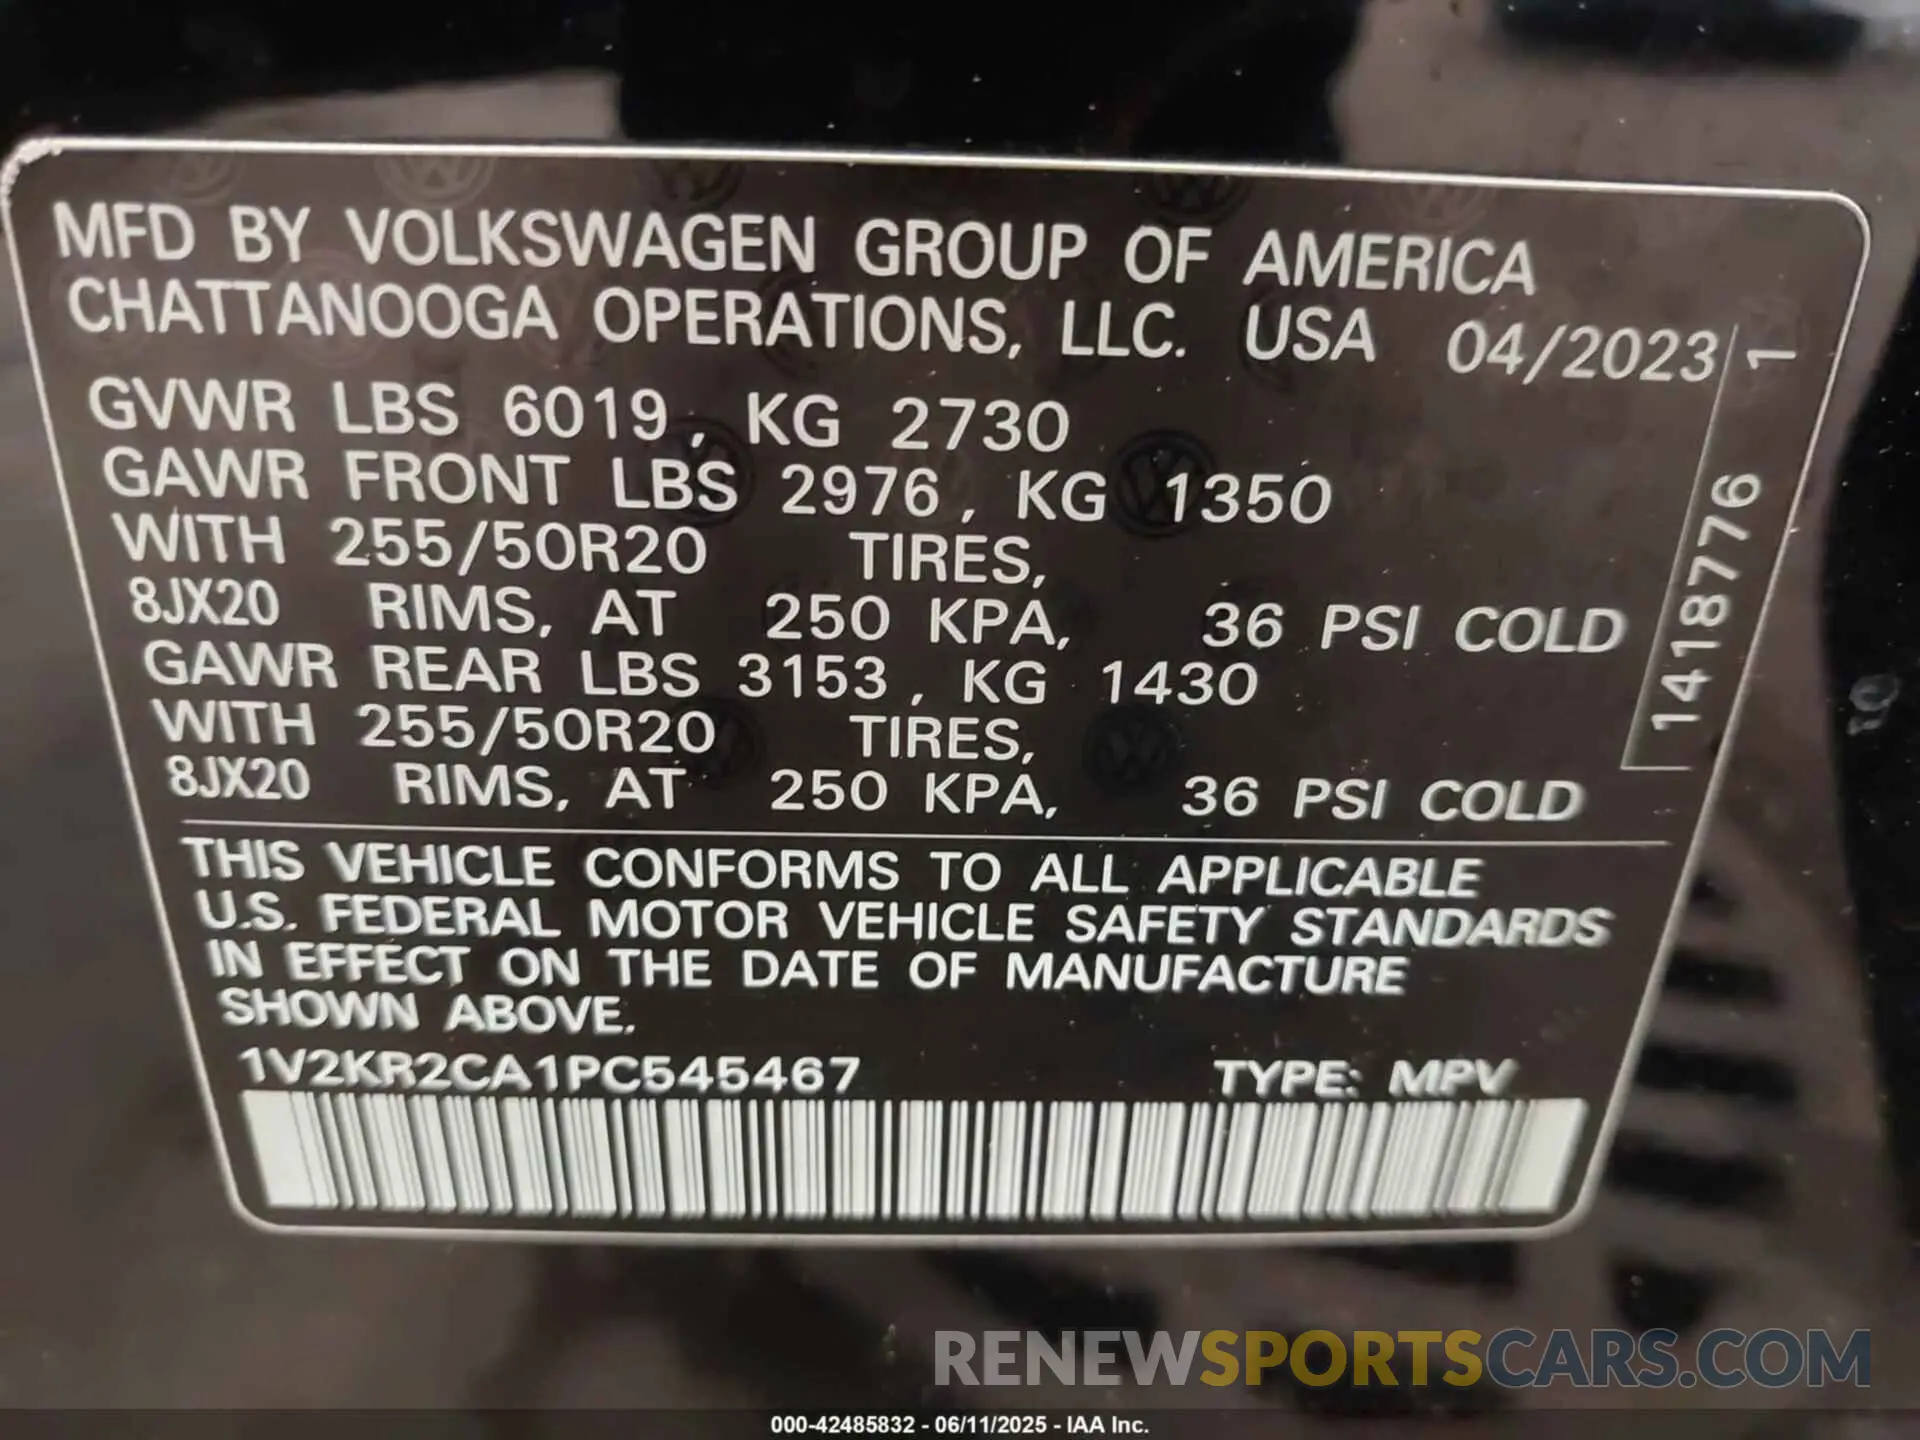 MFD BY VOLKSWAGEN GROUP OF AMERICA
CHATTANOOGA OPERATIONS, LLC. USA 04/2023
GVWR LBS 6019, KG 2730
GAWR FRONT LBS 2976, KG 1350
WITH 255/50R20 TIRES,
8JX20 RIMS, AT 250 KPA, 36 PSI COLD
GAWR REAR LBS 3153, KG 1430
WITH 255/50R20 TIRES,
8JX20 RIMS, AT 250 KPA, 36 PSI COLD
1418776 1
THIS VEHICLE CONFORMS TO ALL APPLICABLE
U.S. FEDERAL MOTOR VEHICLE SAFETY STANDARDS
IN EFFECT ON THE DATE OF MANUFACTURE
SHOWN ABOVE.
1V2KR2CA1PC545467 TYPE: MPV
RENEWSPORTSCARS.COM
000-42485832 - 06/11/2025 - IAA Inc.